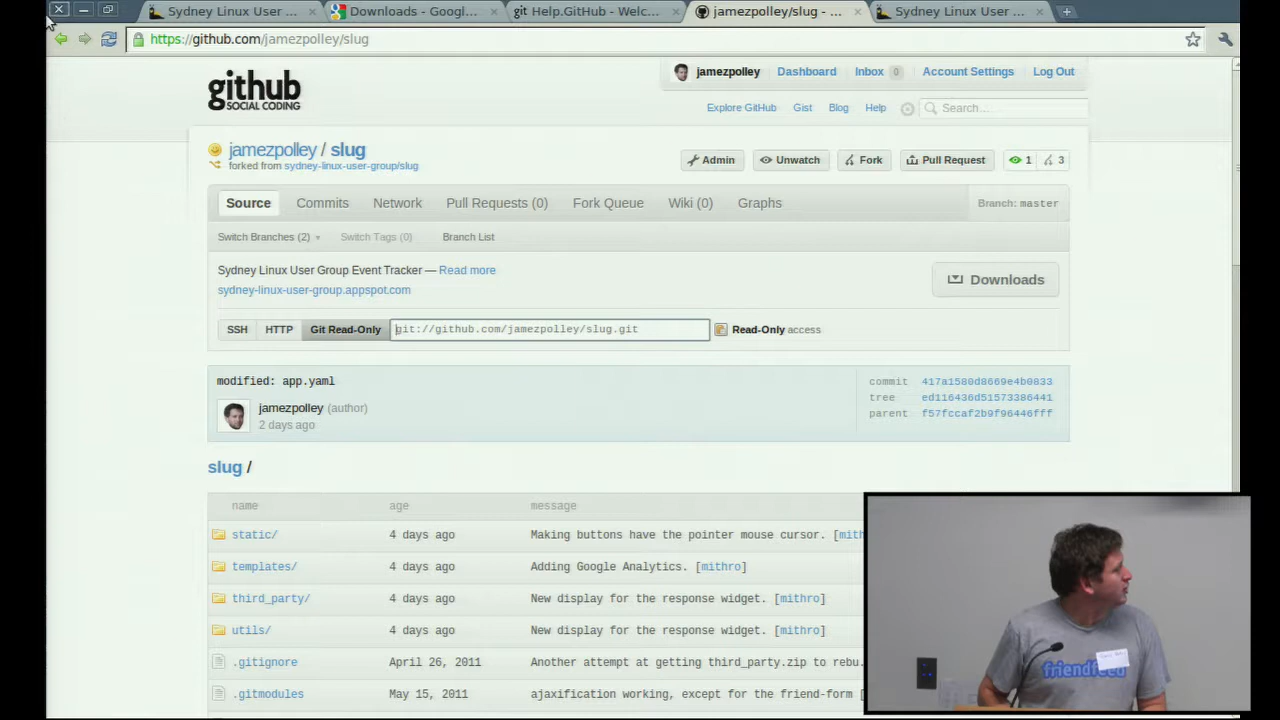 Sydney Linux User ...
Downloads - Googl...
git Help.GitHub - Welc...
jamezpolley/slug - ...
Sydney Linux User ...
https://github.com/jamezpolley/slug
github
SOCIAL CODING
jamezpolley Dashboard Inbox 0 Account Settings Log Out
Explore GitHub Gist Blog Help Search...
jamezpolley / slug
forked from sydney-linux-user-group/slug
Admin Unwatch Fork Pull Request 1 3
Source Commits Network Pull Requests (0) Fork Queue Wiki (0) Graphs Branch: master
Switch Branches (2) Switch Tags (0) Branch List
Sydney Linux User Group Event Tracker — Read more
sydney-linux-user-group.appspot.com
Downloads
SSH HTTP Git Read-Only git://github.com/jamezpolley/slug.git Read-Only access
modified: app.yaml
jamezpolley (author)
2 days ago
commit 417a1580d8669e4b0833
tree ed116436d51573386441
parent f57fccaf2b9f96446fff
slug /
name age message
static/ 4 days ago Making buttons have the pointer mouse cursor. [mith
templates/ 4 days ago Adding Google Analytics. [mithro]
third_party/ 4 days ago New display for the response widget. [mithro]
utils/ 4 days ago New display for the response widget. [mithro]
.gitignore April 26, 2011 Another attempt at getting third_party.zip to rebu.
.gitmodules May 15, 2011 ajaxification working, except for the friend-form [
friendfeed